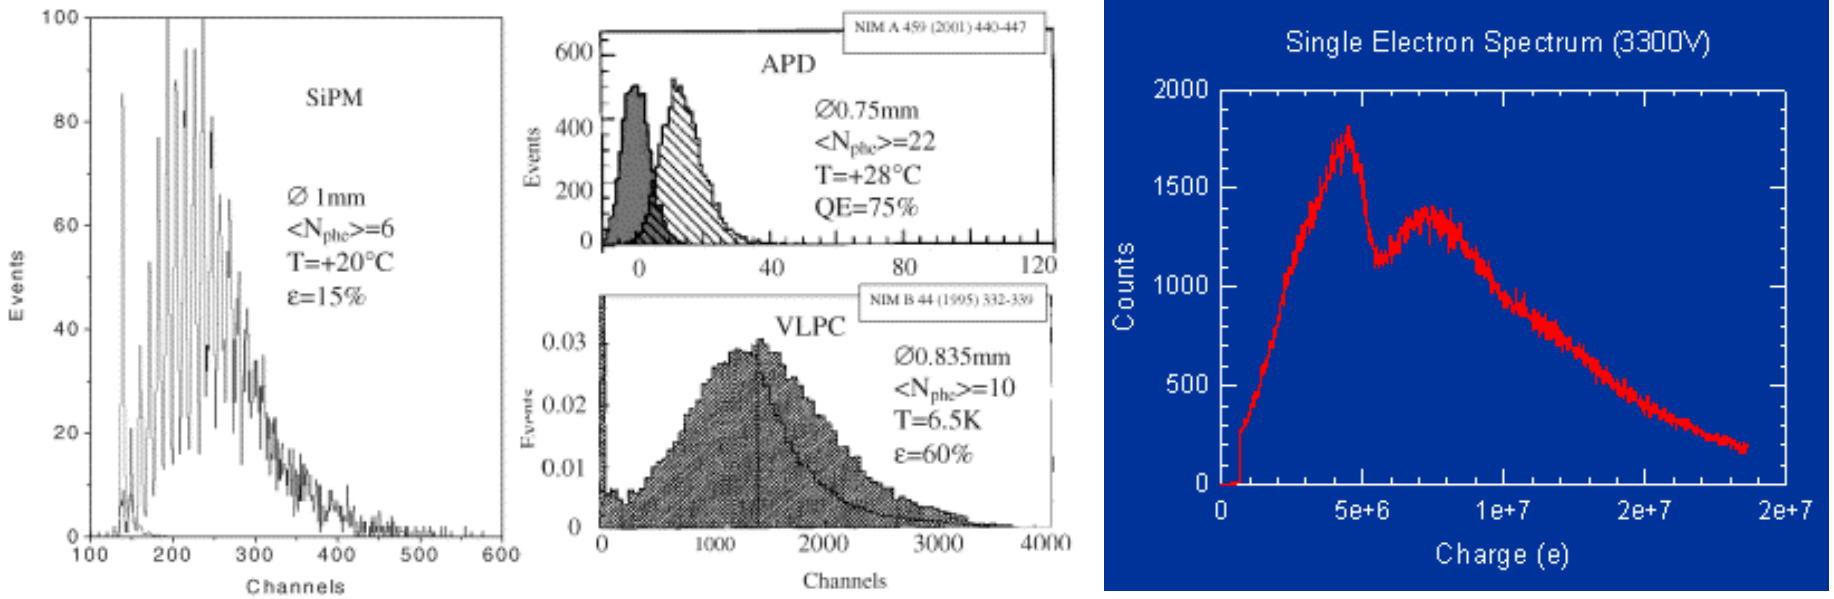 Events
100
80
60
40
20
0
SiPM
Ø 1mm
<Nphe>=6
T=+20°C
ε=15%
100 200 300 400 500 600
Channels
NIM A 459 (2001) 440-447
Events
600
400
200
0
APD
Ø0.75mm
<Nphe>=22
T=+28°C
QE=75%
0 40 80 120
NIM B 44 (1995) 332-339
Events
0.03
0.02
0.01
0
VLPC
Ø0.835mm
<Nphe>=10
T=6.5K
ε=60%
0 1000 2000 3000 4000
Channels
Single Electron Spectrum (3300V)
Counts
2000
1500
1000
500
0
0 5e+6 1e+7 2e+7 2e+7
Charge (e)